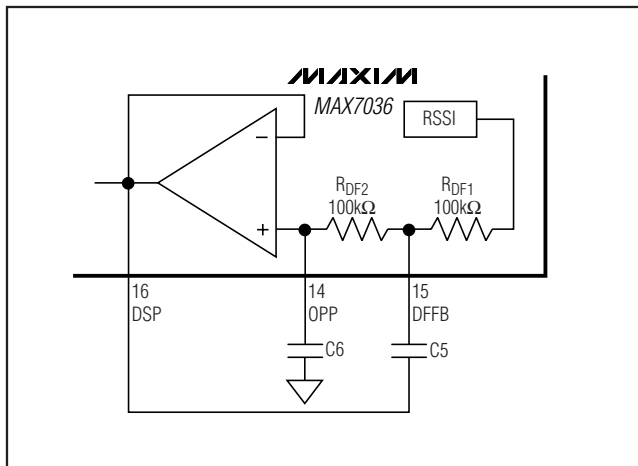 MAXIM
MAX7036
RSSI
−
+
RDF2
100kΩ
RDF1
100kΩ
16
DSP
14
OPP
15
DFFB
C6
C5